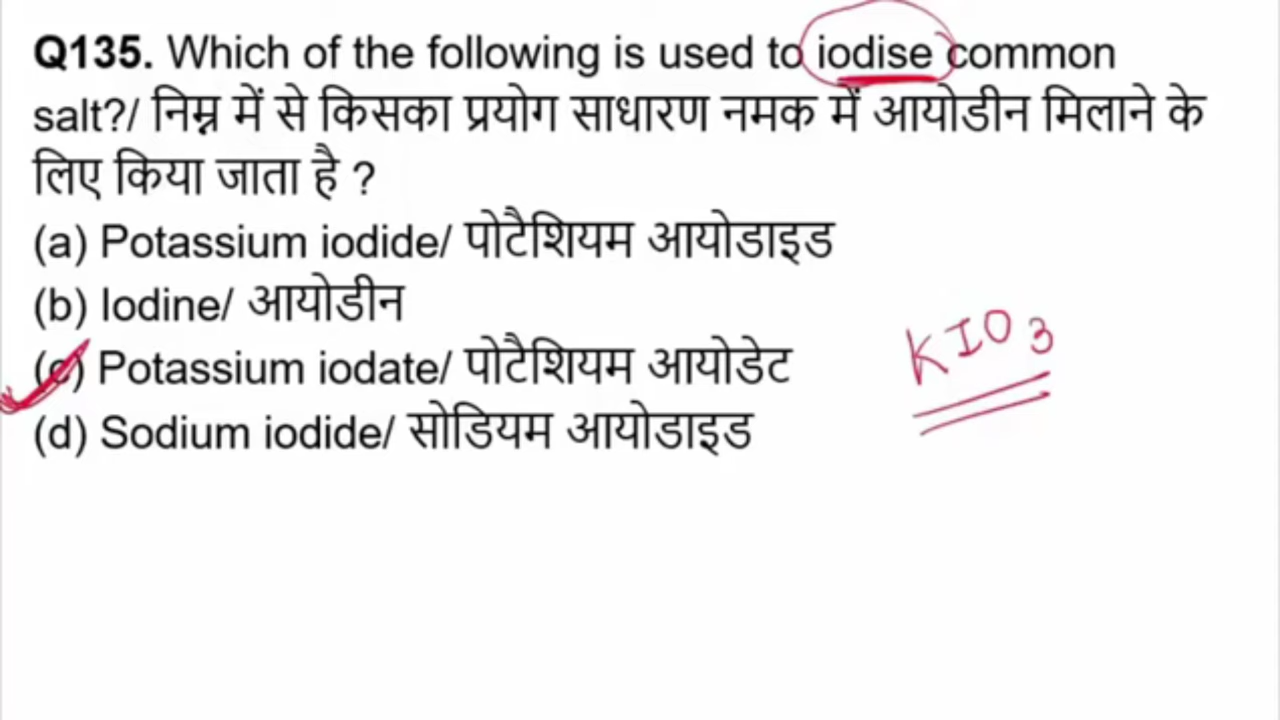 Q135. Which of the following is used to iodise common
salt?/ निम्न में से किसका प्रयोग साधारण नमक में आयोडीन मिलाने के
लिए किया जाता है ?
(a) Potassium iodide/ पोटैशियम आयोडाइड
(b) Iodine/ आयोडीन
(c) Potassium iodate/ पोटैशियम आयोडेट
KIO3
(d) Sodium iodide/ सोडियम आयोडाइड